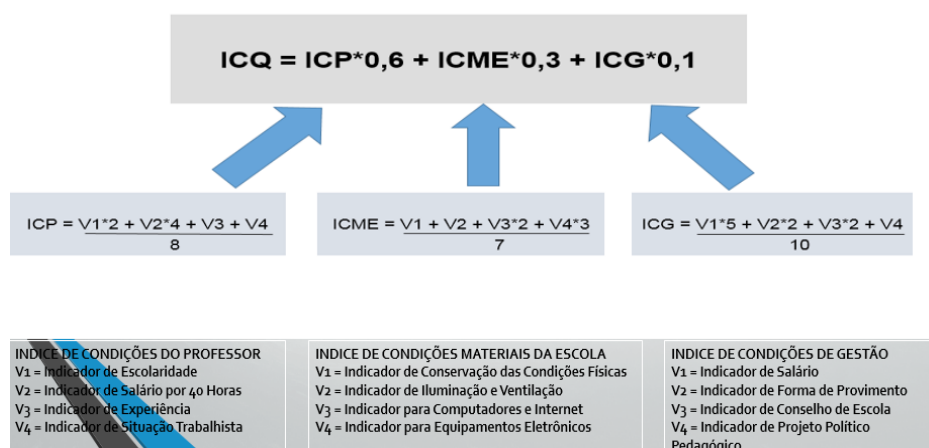 ICQ = ICP*0,6 + ICME*0,3 + ICG*0,1
ICP = V1*2 + V2*4 + V3 + V4
8
ICME = V1 + V2 + V3*2 + V4*3
7
ICG = V1*5 + V2*2 + V3*2 + V4
10
INDICE DE CONDIÇÕES DO PROFESSOR
V1 = Indicador de Escolaridade
V2 = Indicador de Salário por 40 Horas
V3 = Indicador de Experiência
V4 = Indicador de Situação Trabalhista
INDICE DE CONDIÇÕES MATERIAIS DA ESCOLA
V1 = Indicador de Conservação das Condições Físicas
V2 = Indicador de Iluminação e Ventilação
V3 = Indicador para Computadores e Internet
V4 = Indicador para Equipamentos Eletrônicos
INDICE DE CONDIÇÕES DE GESTÃO
V1 = Indicador de Salário
V2 = Indicador de Forma de Provimento
V3 = Indicador de Conselho de Escola
V4 = Indicador de Projeto Político
Pedagógico